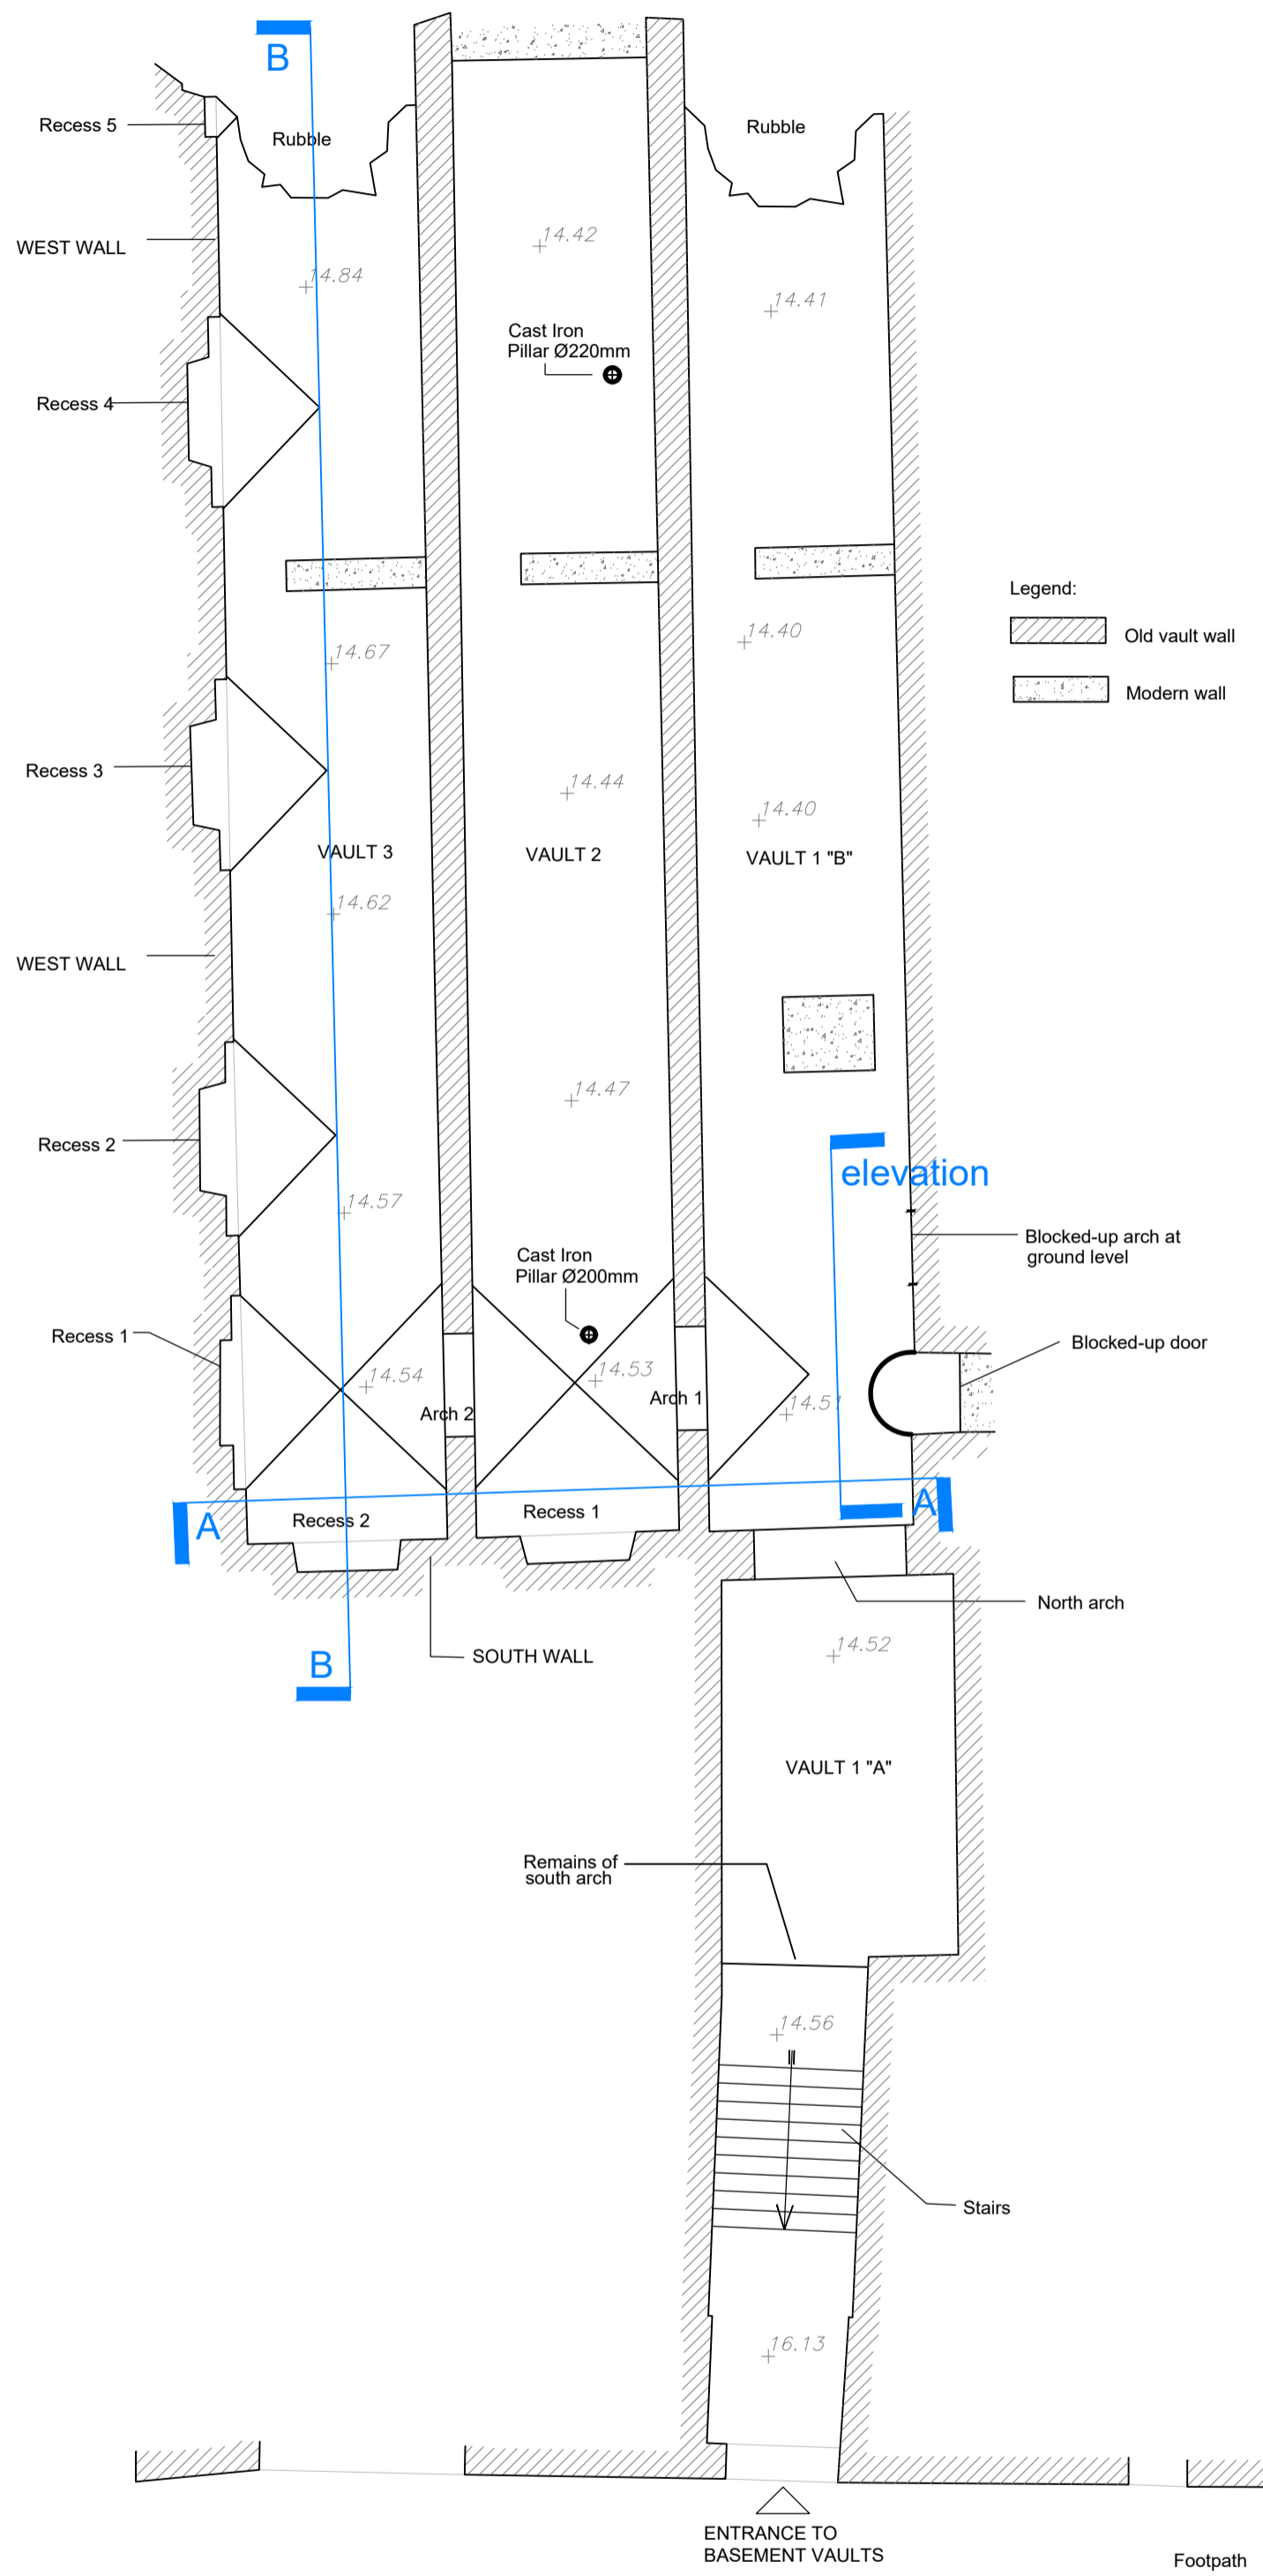 B
Recess 5
Rubble
Rubble
WEST WALL
14.42
14.84
14.41
Cast Iron
Pillar Ø220mm
Recess 4
Legend:
Old vault wall
14.40
14.67
Modern wall
Recess 3
14.44
14.40
VAULT 3
VAULT 2
VAULT 1 "B"
14.62
WEST WALL
14.47
Recess 2
elevation
14.57
Blocked-up arch at
ground level
Cast Iron
Pillar Ø200mm
Recess 1
Blocked-up door
14.54
14.53
Arch 1
14.51
Arch 2
A
Recess 2
Recess 1
A
North arch
14.52
B
SOUTH WALL
VAULT 1 "A"
Remains of
south arch
14.56
Stairs
16.13
ENTRANCE TO
BASEMENT VAULTS
Footpath